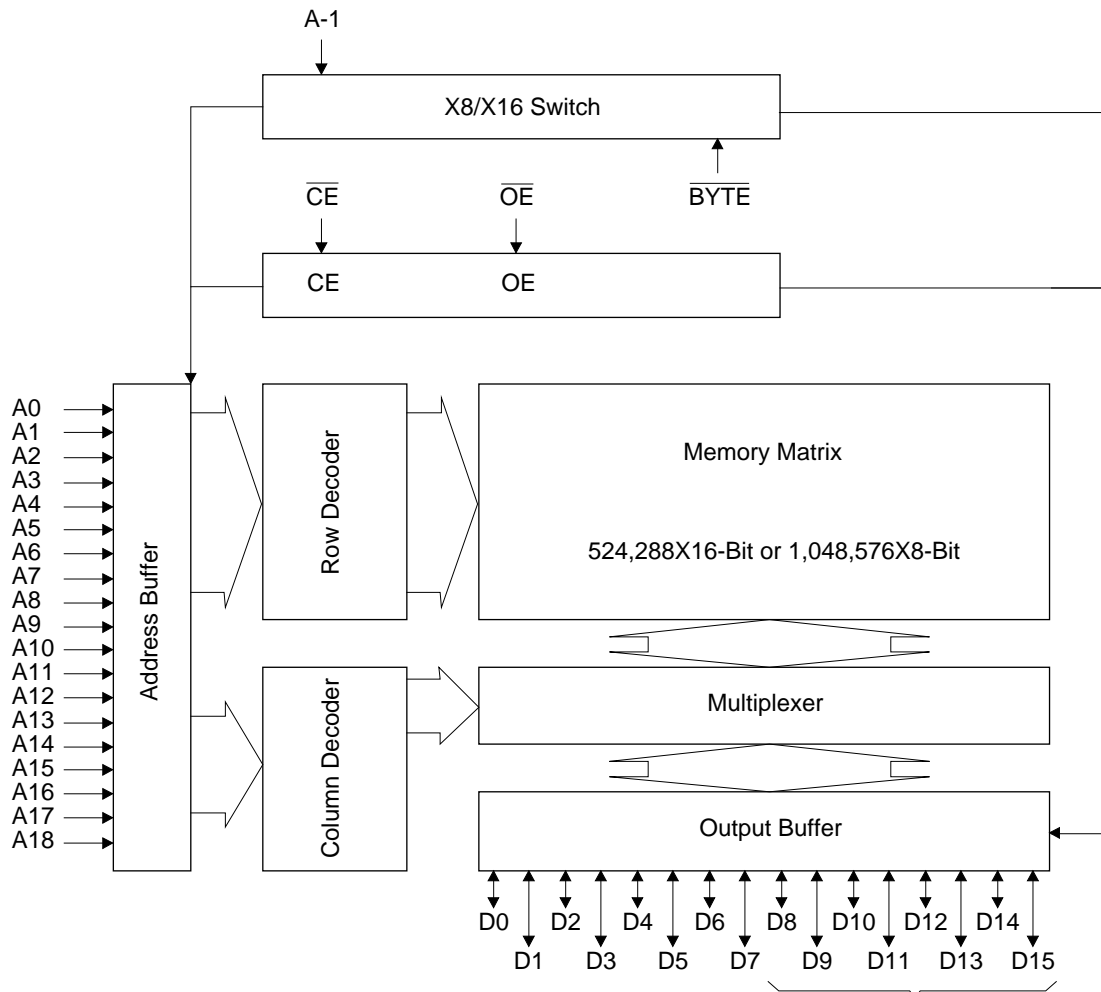 A-1
X8/X16 Switch
CE OE BYTE
CE OE
A0
A1
A2
A3
A4
A5
A6
A7
A8
A9
A10
A11
A12
A13
A14
A15
A16
A17
A18
Address Buffer
Row Decoder
Memory Matrix
524,288X16-Bit or 1,048,576X8-Bit
Column Decoder
Multiplexer
Output Buffer
D0 D2 D4 D6 D8 D10 D12 D14
D1 D3 D5 D7 D9 D11 D13 D15